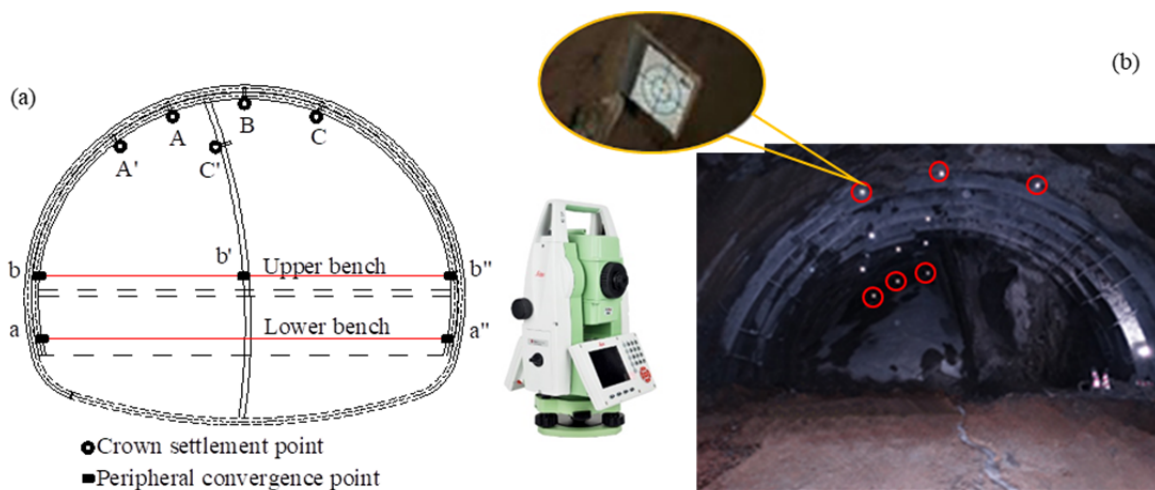 (a)
(b)
B
A
C
A'
C'
b
b'
b"
Upper bench
a
Lower bench
a"
Crown settlement point
Peripheral convergence point